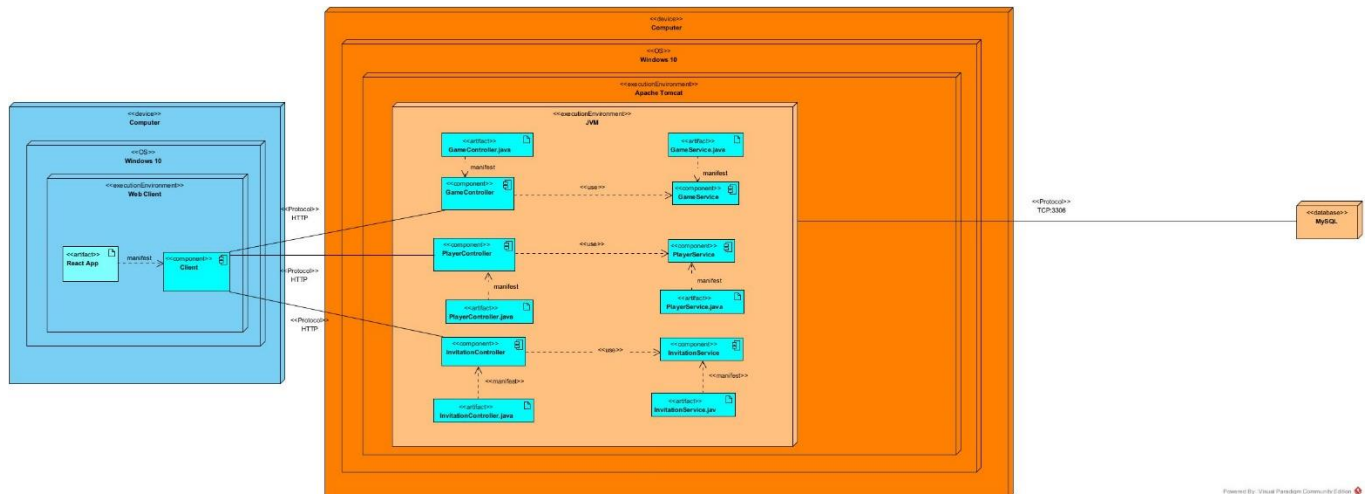 <<device>>
Computer
<<OS>>
Windows 10
<<executionEnvironment>>
Web Client
<<artifact>>
React App
manifest
<<component>>
Client
<<Protocol>>
HTTP
<<Protocol>>
HTTP
<<Protocol>>
HTTP
<<device>>
Computer
<<OS>>
Windows 10
<<executionEnvironment>>
Apache Tomcat
<<executionEnvironment>>
JVM
<<artifact>>
GameController.java
manifest
<<component>>
GameController
<<use>>
<<artifact>>
GameService.java
manifest
<<component>>
GameService
<<component>>
PlayerController
<<use>>
<<component>>
PlayerService
manifest
<<artifact>>
PlayerController.java
manifest
<<artifact>>
PlayerService.java
<<component>>
InvitationController
<<use>>
<<component>>
InvitationService
<<manifest>>
<<artifact>>
InvitationController.java
<<manifest>>
<<artifact>>
InvitationService.jav
<<Protocol>>
TCP:3306
<<database>>
MySQL
Powered By: Visual Paradigm Community Edition